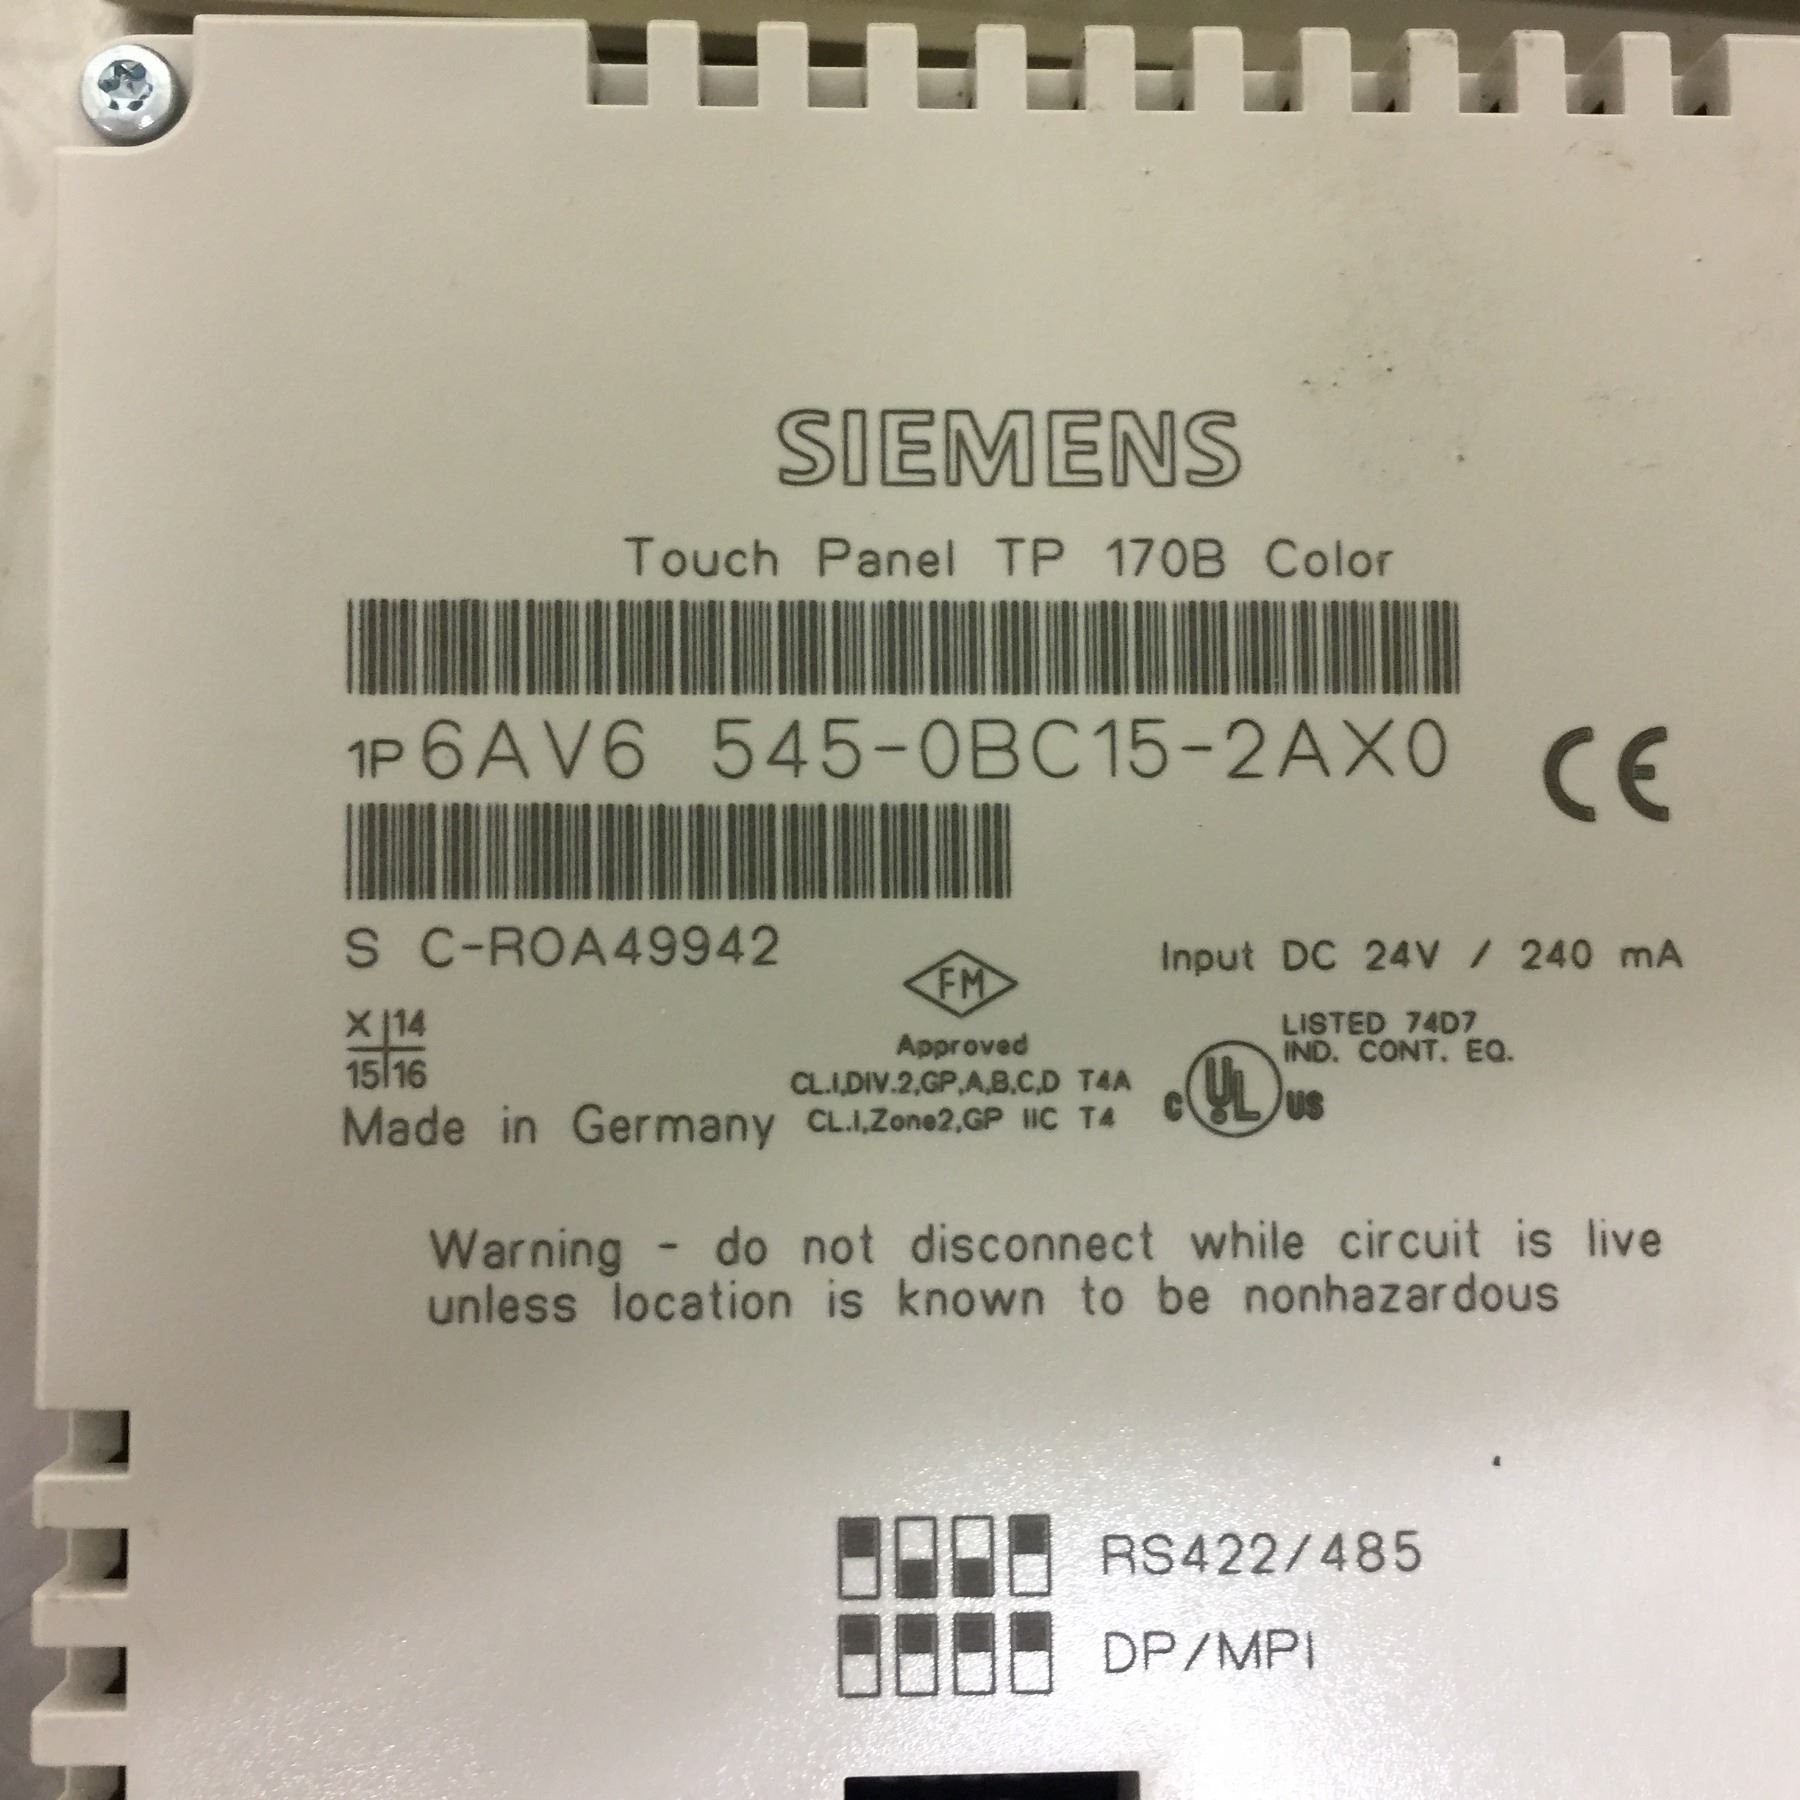 SIEMENS
Touch Panel TP 170B Color
1P 6AV6 545-0BC15-2AX0
CE
S C-R0A49942
Input DC 24V / 240 mA
FM
Approved
CL.I,DIV.2,GP,A,B,C,D T4A
CL.I,Zone2,GP IIC T4
X 14
15 16
Made in Germany
LISTED 74D7
IND. CONT. EQ.
C UL US
Warning - do not disconnect while circuit is live
unless location is known to be nonhazardous
RS422/485
DP/MPI